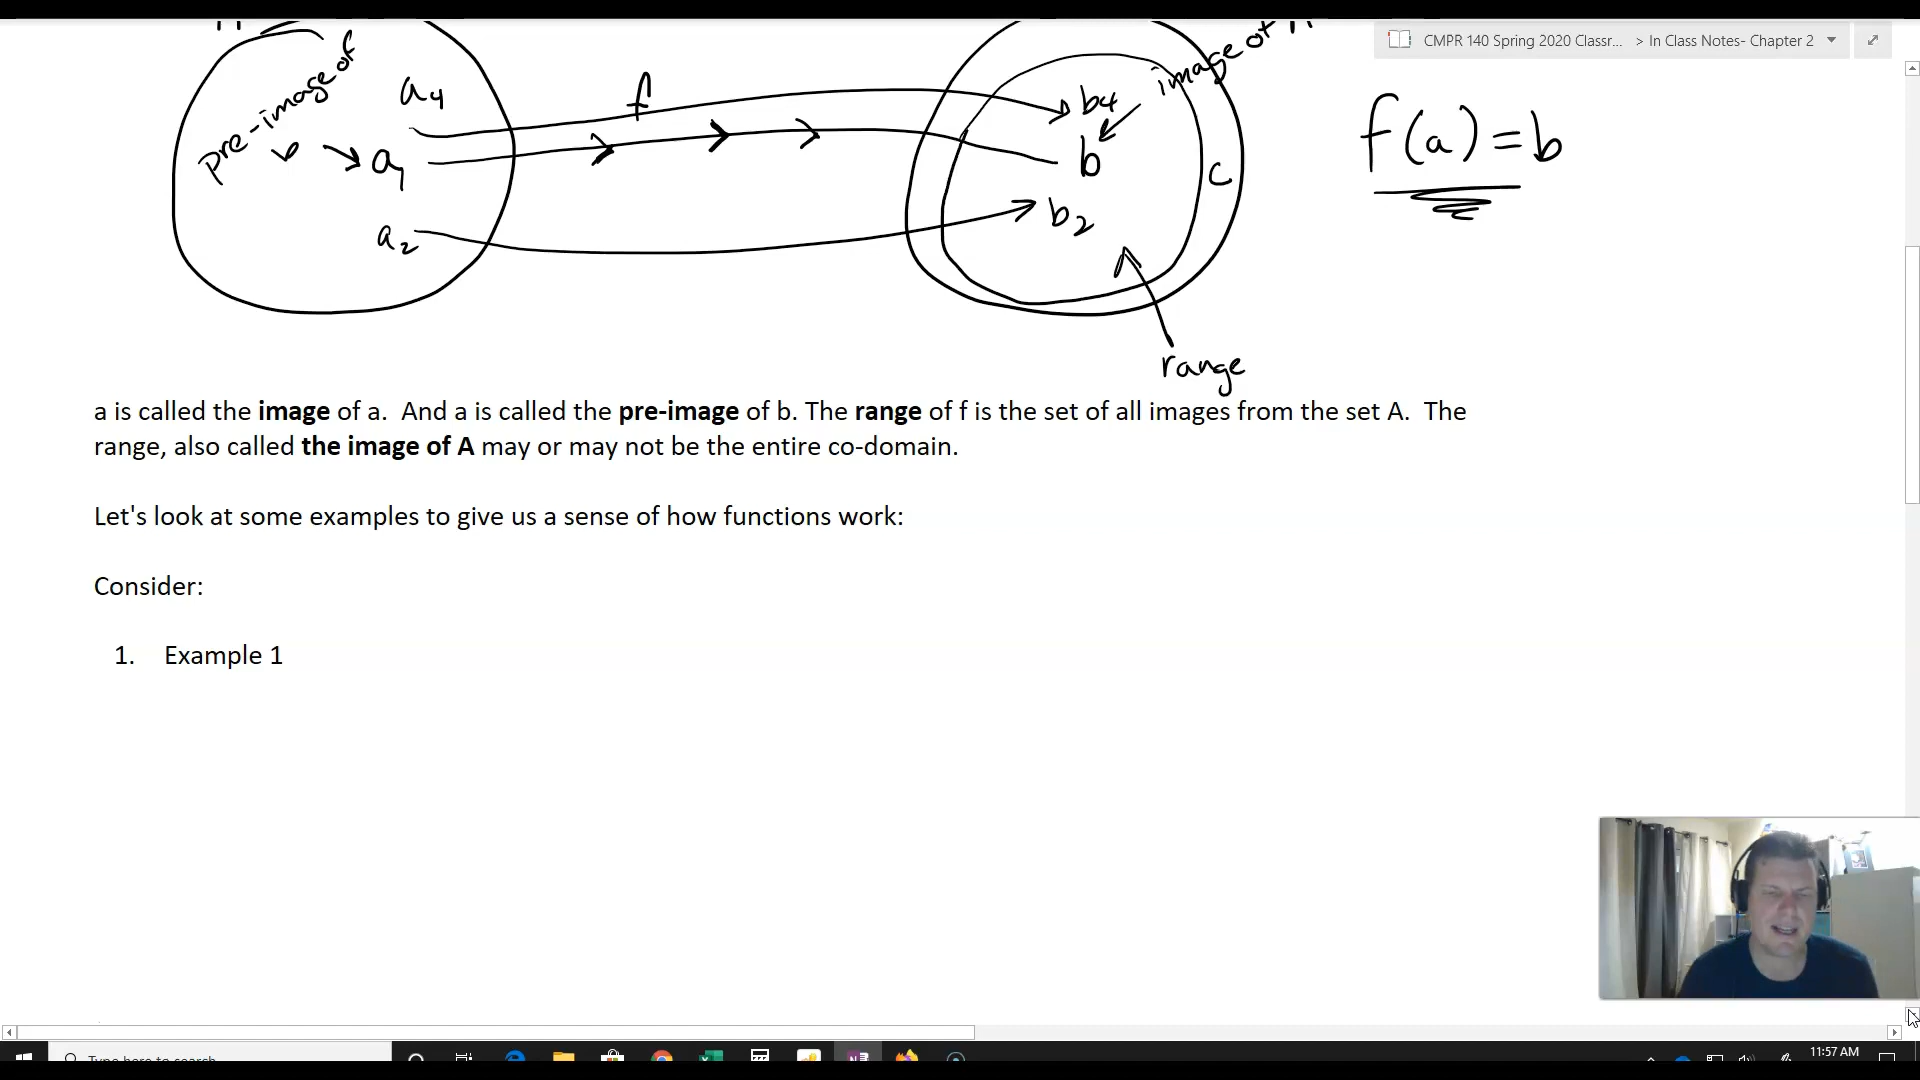 CMPR 140 Spring 2020 Classr... > In Class Notes- Chapter 2
pre-image of
b
a4
f
b4
image of
a1
b
c
f(a) = b
a2
b2
range
a is called the image of a. And a is called the pre-image of b. The range of f is the set of all images from the set A. The
range, also called the image of A may or may not be the entire co-domain.
Let's look at some examples to give us a sense of how functions work:
Consider:
1. Example 1
Type here to search
11:57 AM